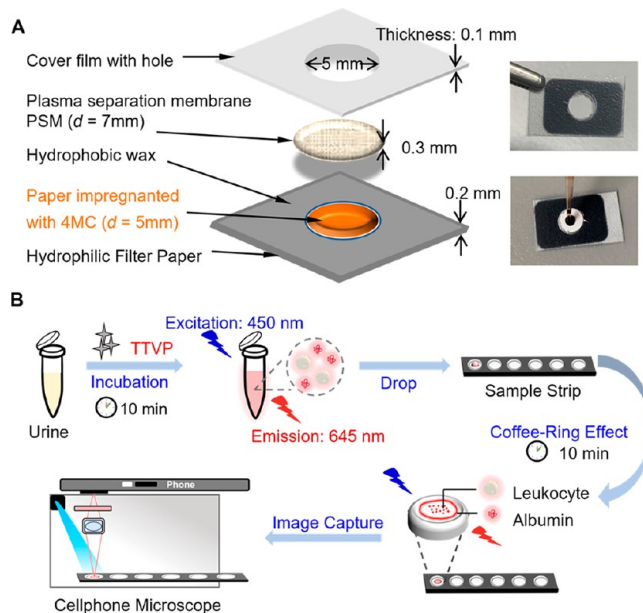 A
Cover film with hole
5 mm
Thickness: 0.1 mm
Plasma separation membrane
PSM (d = 7mm)
0.3 mm
Hydrophobic wax
Paper impregnanted
with 4MC (d = 5mm)
0.2 mm
Hydrophilic Filter Paper
B
Excitation: 450 nm
TTVP
Incubation
10 min
Urine
Emission: 645 nm
Drop
Sample Strip
Coffee-Ring Effect
10 min
Leukocyte
Albumin
Image Capture
Phone
Cellphone Microscope